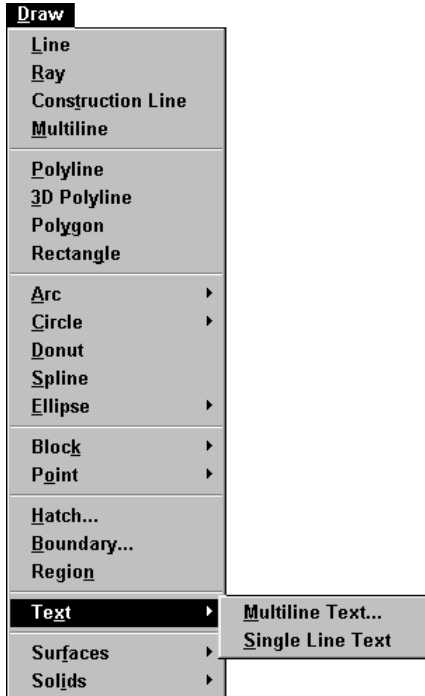 Draw
Line
Ray
Construction Line
Multiline
Polyline
3D Polyline
Polygon
Rectangle
Arc
Circle
Donut
Spline
Ellipse
Block
Point
Hatch...
Boundary...
Region
Text
Multiline Text...
Single Line Text
Surfaces
Solids